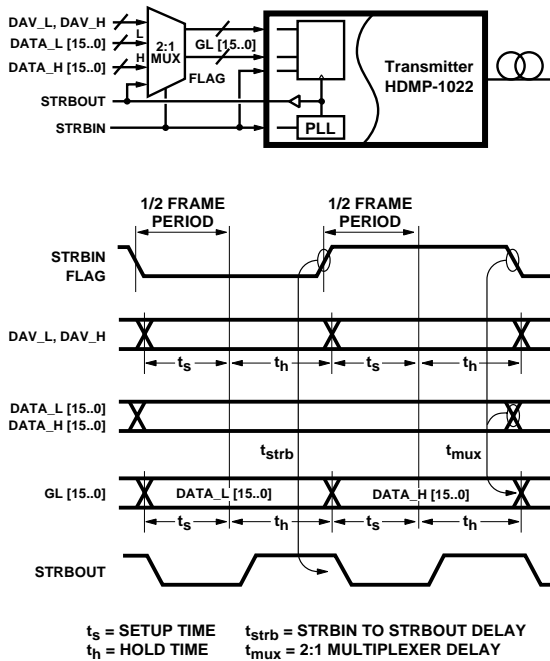 DAV_L, DAV_H
DATA_L [15..0]
DATA_H [15..0]
L
H
2:1
MUX
GL [15..0]
FLAG
STRBOUT
STRBIN
PLL
Transmitter
HDMP-1022
1/2 FRAME
PERIOD
1/2 FRAME
PERIOD
STRBIN
FLAG
DAV_L, DAV_H
ts
th
ts
th
DATA_L [15..0]
DATA_H [15..0]
tstrb
tmux
GL [15..0]
DATA_L [15..0]
DATA_H [15..0]
ts
th
ts
th
STRBOUT
ts = SETUP TIME
th = HOLD TIME
tstrb = STRBIN TO STRBOUT DELAY
tmux = 2:1 MULTIPLEXER DELAY